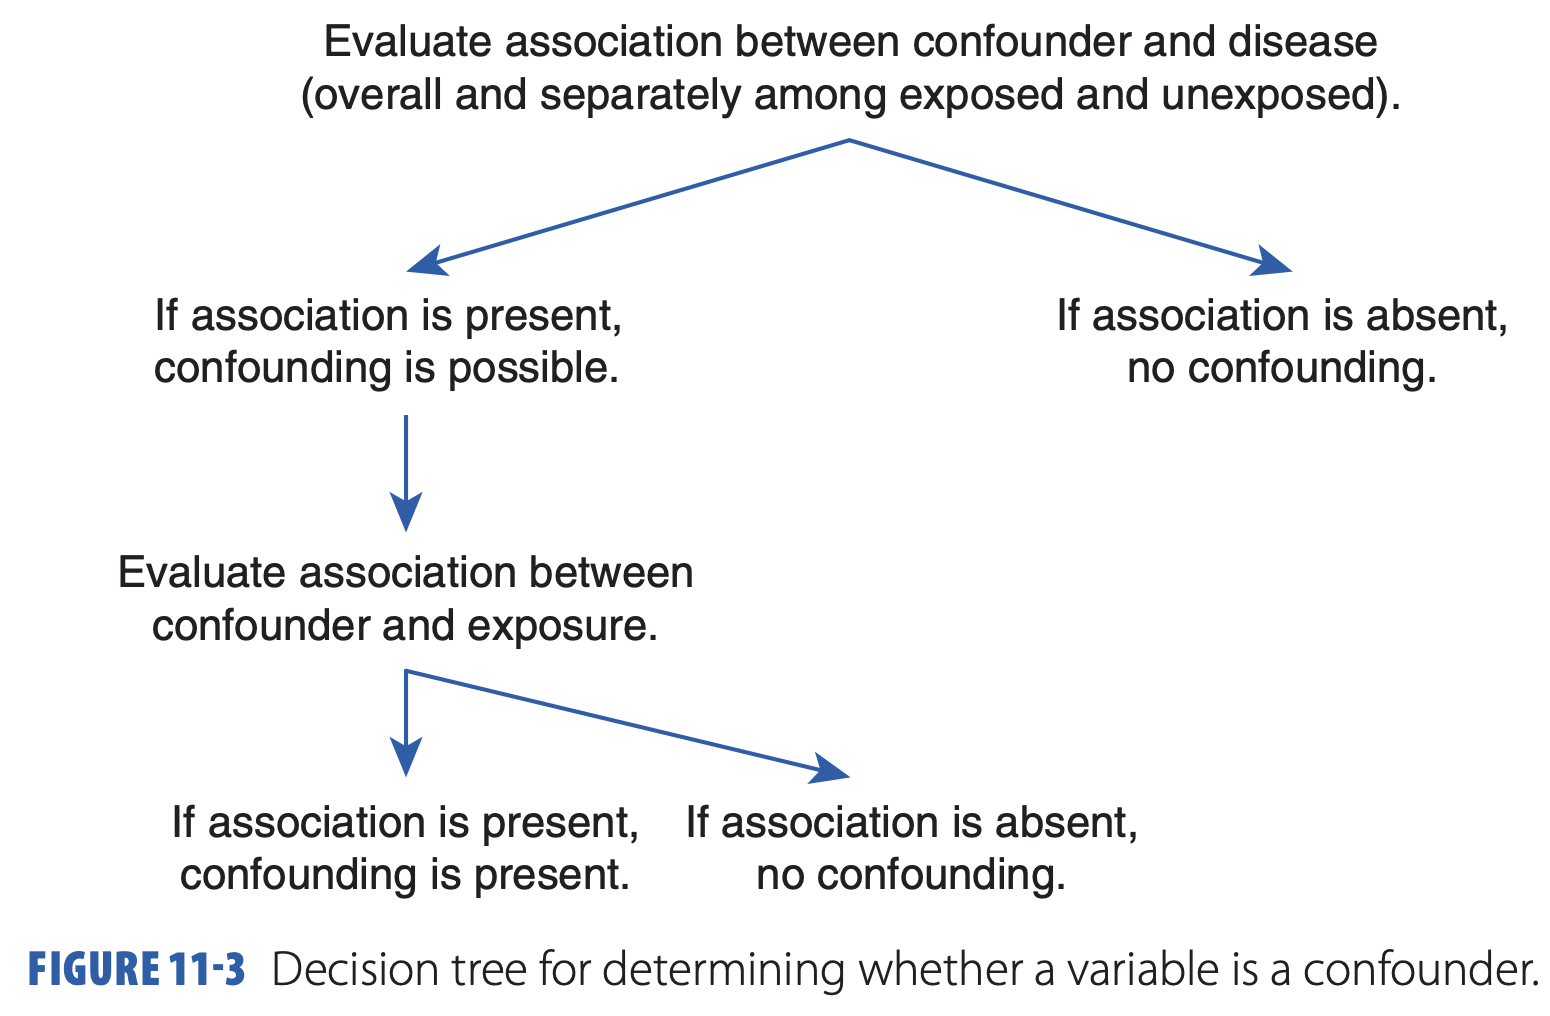 Evaluate association between confounder and disease
(overall and separately among exposed and unexposed).
If association is present,
confounding is possible.
If association is absent,
no confounding.
Evaluate association between
confounder and exposure.
If association is present,
confounding is present.
If association is absent,
no confounding.
FIGURE 11-3 Decision tree for determining whether a variable is a confounder.